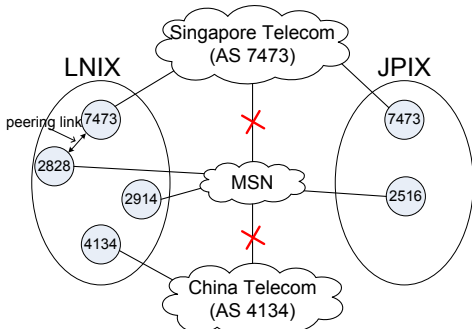 Singapore Telecom
(AS 7473)
LNIX
JPIX
peering link
7473
7473
2828
MSN
2914
2516
4134
China Telecom
(AS 4134)